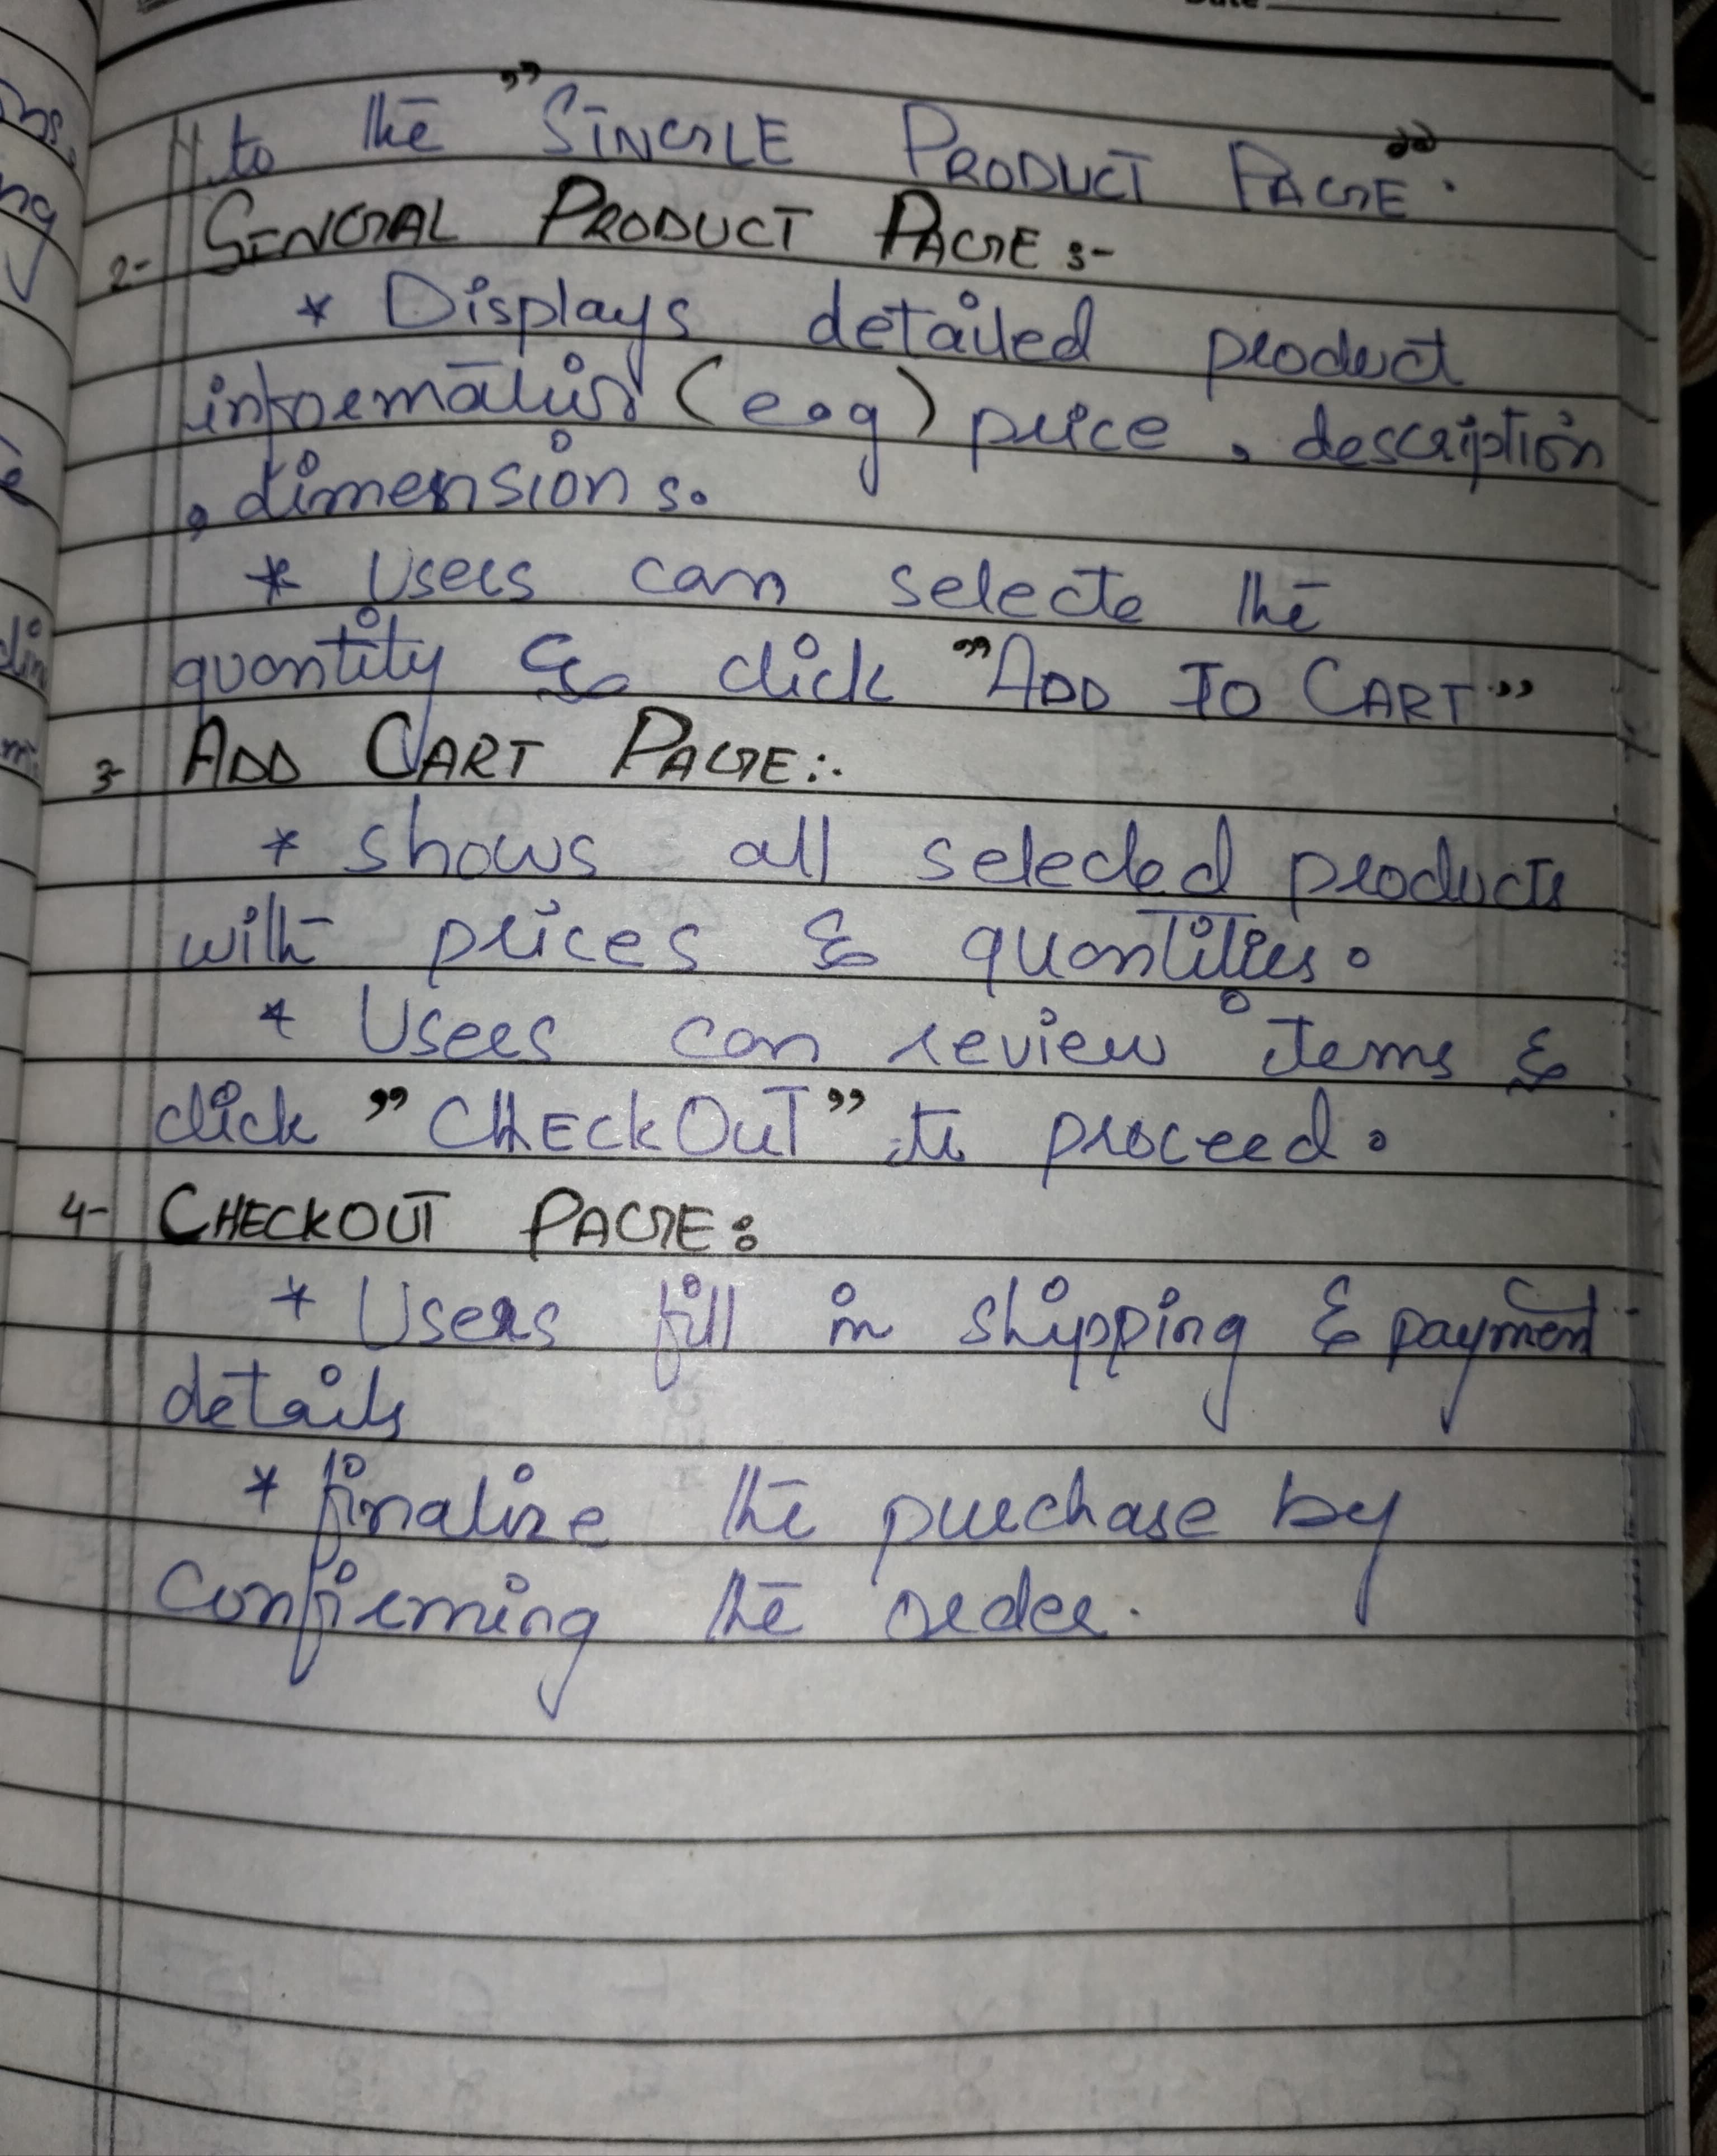 Date
to the "SINGLE PRODUCT PAGE".
2- SINGAL PRODUCT PAGE :-
* Displays detailed product
information (e.g) price, description
, dimensions.
* Users can selecte the
quantity & click "ADD TO CART"
3- ADD CART PAGE :-
* shows all selected products
with prices & quantities.
* Users can review items &
click "CHEckOUT" to proceed.
4- CHECKOUT PAGE :
* Users fill in shipping & payment
details
* finalize the purchase by
Confirming the order.